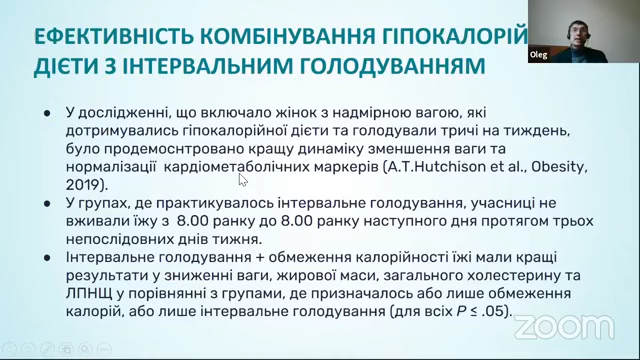 ЕФЕКТИВНІСТЬ КОМБІНУВАННЯ ГІПОКАЛОРІЙ
ДІЄТИ З ІНТЕРВАЛЬНИМ ГОЛОДУВАННЯМ
Oleg
● У дослідженні, що включало жінок з надмірною вагою, які
дотримувались гіпокалорійної дієти та голодували тричі на тиждень,
було продемоснтровано кращу динаміку зменшення ваги та
нормалізації кардіометаболічних маркерів (A.T.Hutchison et al., Obesity,
2019).
● У групах, де практикувалось інтервальне голодування, учасниці не
вживали їжу з 8.00 ранку до 8.00 ранку наступного дня протягом трьох
непослідовних днів тижня.
● Інтервальне голодування + обмеження калорійності їжі мали кращі
результати у зниженні ваги, жирової маси, загального холестерину та
ЛПНЩ у порівнянні з групами, де призначалось або лише обмеження
калорій, або лише інтервальне голодування (для всіх P ≤ .05).
zoom